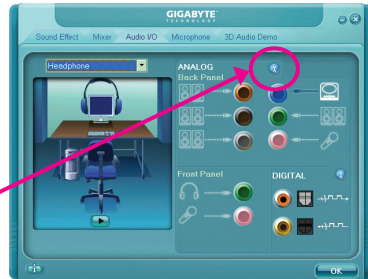 GIGABYTE
TECHNOLOGY
Sound Effect Mixer Audio I/O Microphone 3D Audio Demo
Headphone
ANALOG
Back Panel
Front Panel
DIGITAL
OK